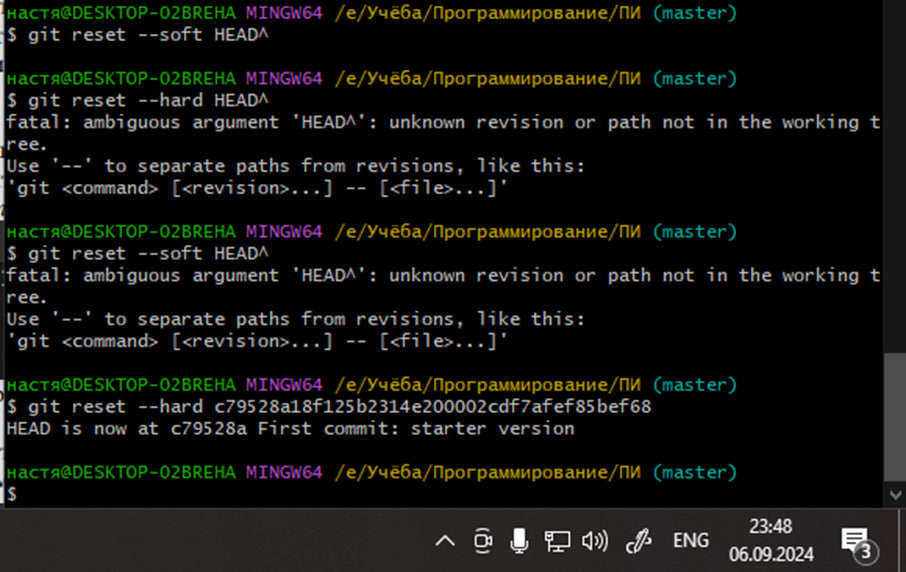 настя@DESKTOP-O2BREHA MINGW64 /e/Учёба/Программирование/ПИ (master)
$ git reset --soft HEAD^
настя@DESKTOP-O2BREHA MINGW64 /e/Учёба/Программирование/ПИ (master)
$ git reset --hard HEAD^
fatal: ambiguous argument 'HEAD^': unknown revision or path not in the working t
ree.
Use '--' to separate paths from revisions, like this:
'git <command> [<revision>...] -- [<file>...]'
настя@DESKTOP-O2BREHA MINGW64 /e/Учёба/Программирование/ПИ (master)
$ git reset --soft HEAD^
fatal: ambiguous argument 'HEAD^': unknown revision or path not in the working t
ree.
Use '--' to separate paths from revisions, like this:
'git <command> [<revision>...] -- [<file>...]'
настя@DESKTOP-O2BREHA MINGW64 /e/Учёба/Программирование/ПИ (master)
$ git reset --hard c79528a18f125b2314e200002cdf7afef85bef68
HEAD is now at c79528a First commit: starter version
настя@DESKTOP-O2BREHA MINGW64 /e/Учёба/Программирование/ПИ (master)
$
ENG
23:48
06.09.2024
3